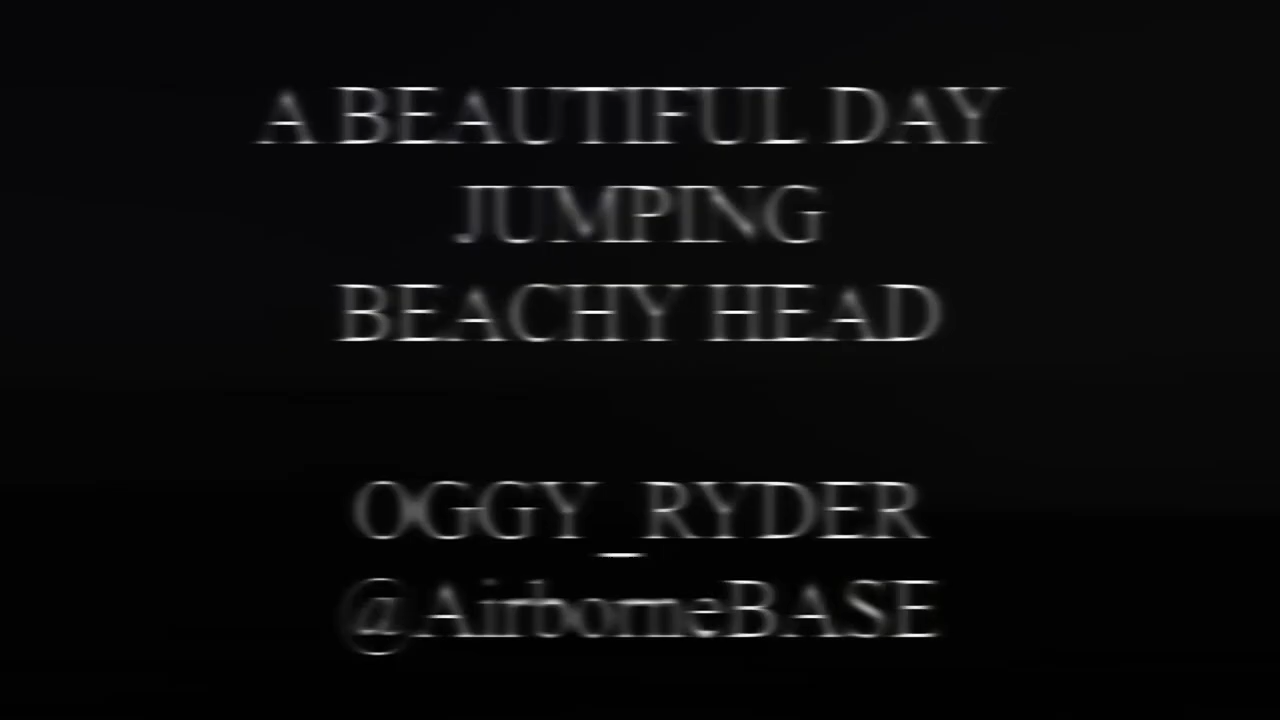 A BEAUTIFUL DAY
JUMPING
BEACHY HEAD
OGGY_RYDER
@AirborneBASE